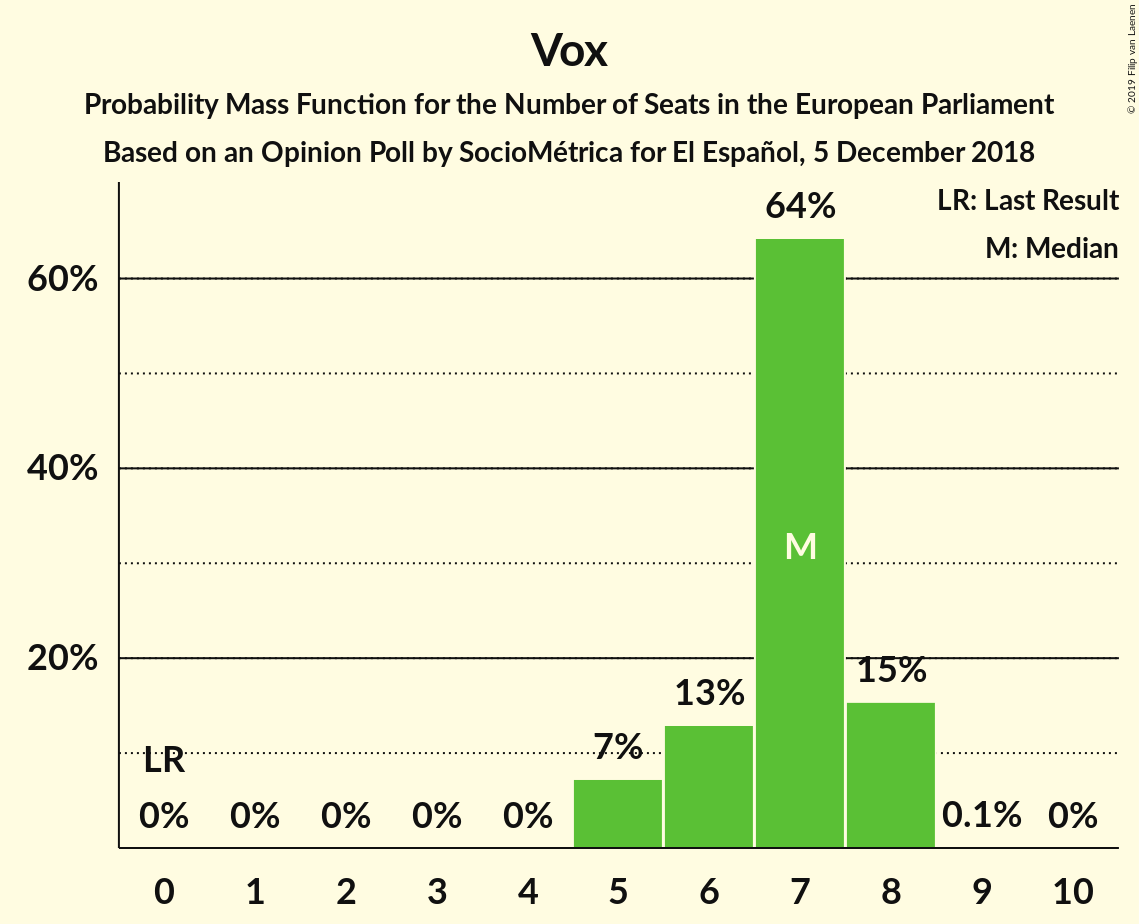 Vox
Probability Mass Function for the Number of Seats in the European Parliament
Based on an Opinion Poll by SocioMétrica for El Español, 5 December 2018
© 2019 Filip van Laenen
LR: Last Result
M: Median
60%
40%
20%
LR
0%
0%
0%
0%
0%
7%
13%
64%
M
15%
0.1%
0%
0 1 2 3 4 5 6 7 8 9 10